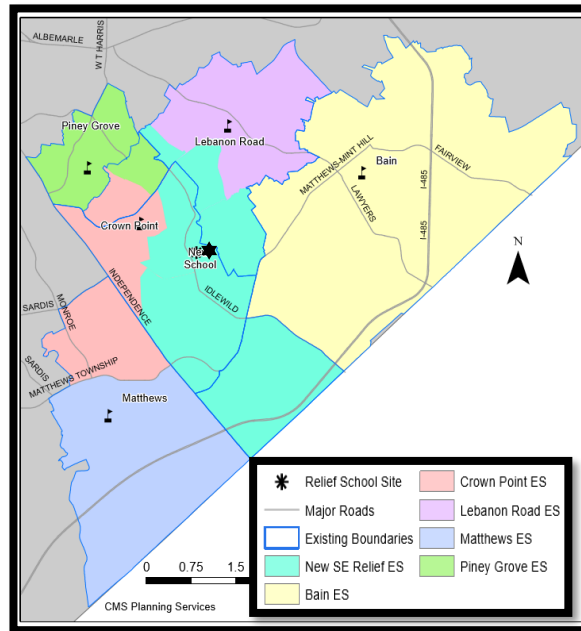 ALBEMARLE
W T HARRIS
Piney Grove
Lebanon Road
MATTHEWS-MINT HILL
Bain
FAIRVIEW
LAWYERS
I-485
I-485
Crown Point
School
N
INDEPENDENCE
IDLEWILD
SARDIS
MONROE
SARDIS
MATTHEWS TOWNSHIP
Matthews
Relief School Site
Major Roads
Existing Boundaries
New SE Relief ES
Bain ES
Crown Point ES
Lebanon Road ES
Matthews ES
Piney Grove ES
0 0.75 1.5
CMS Planning Services